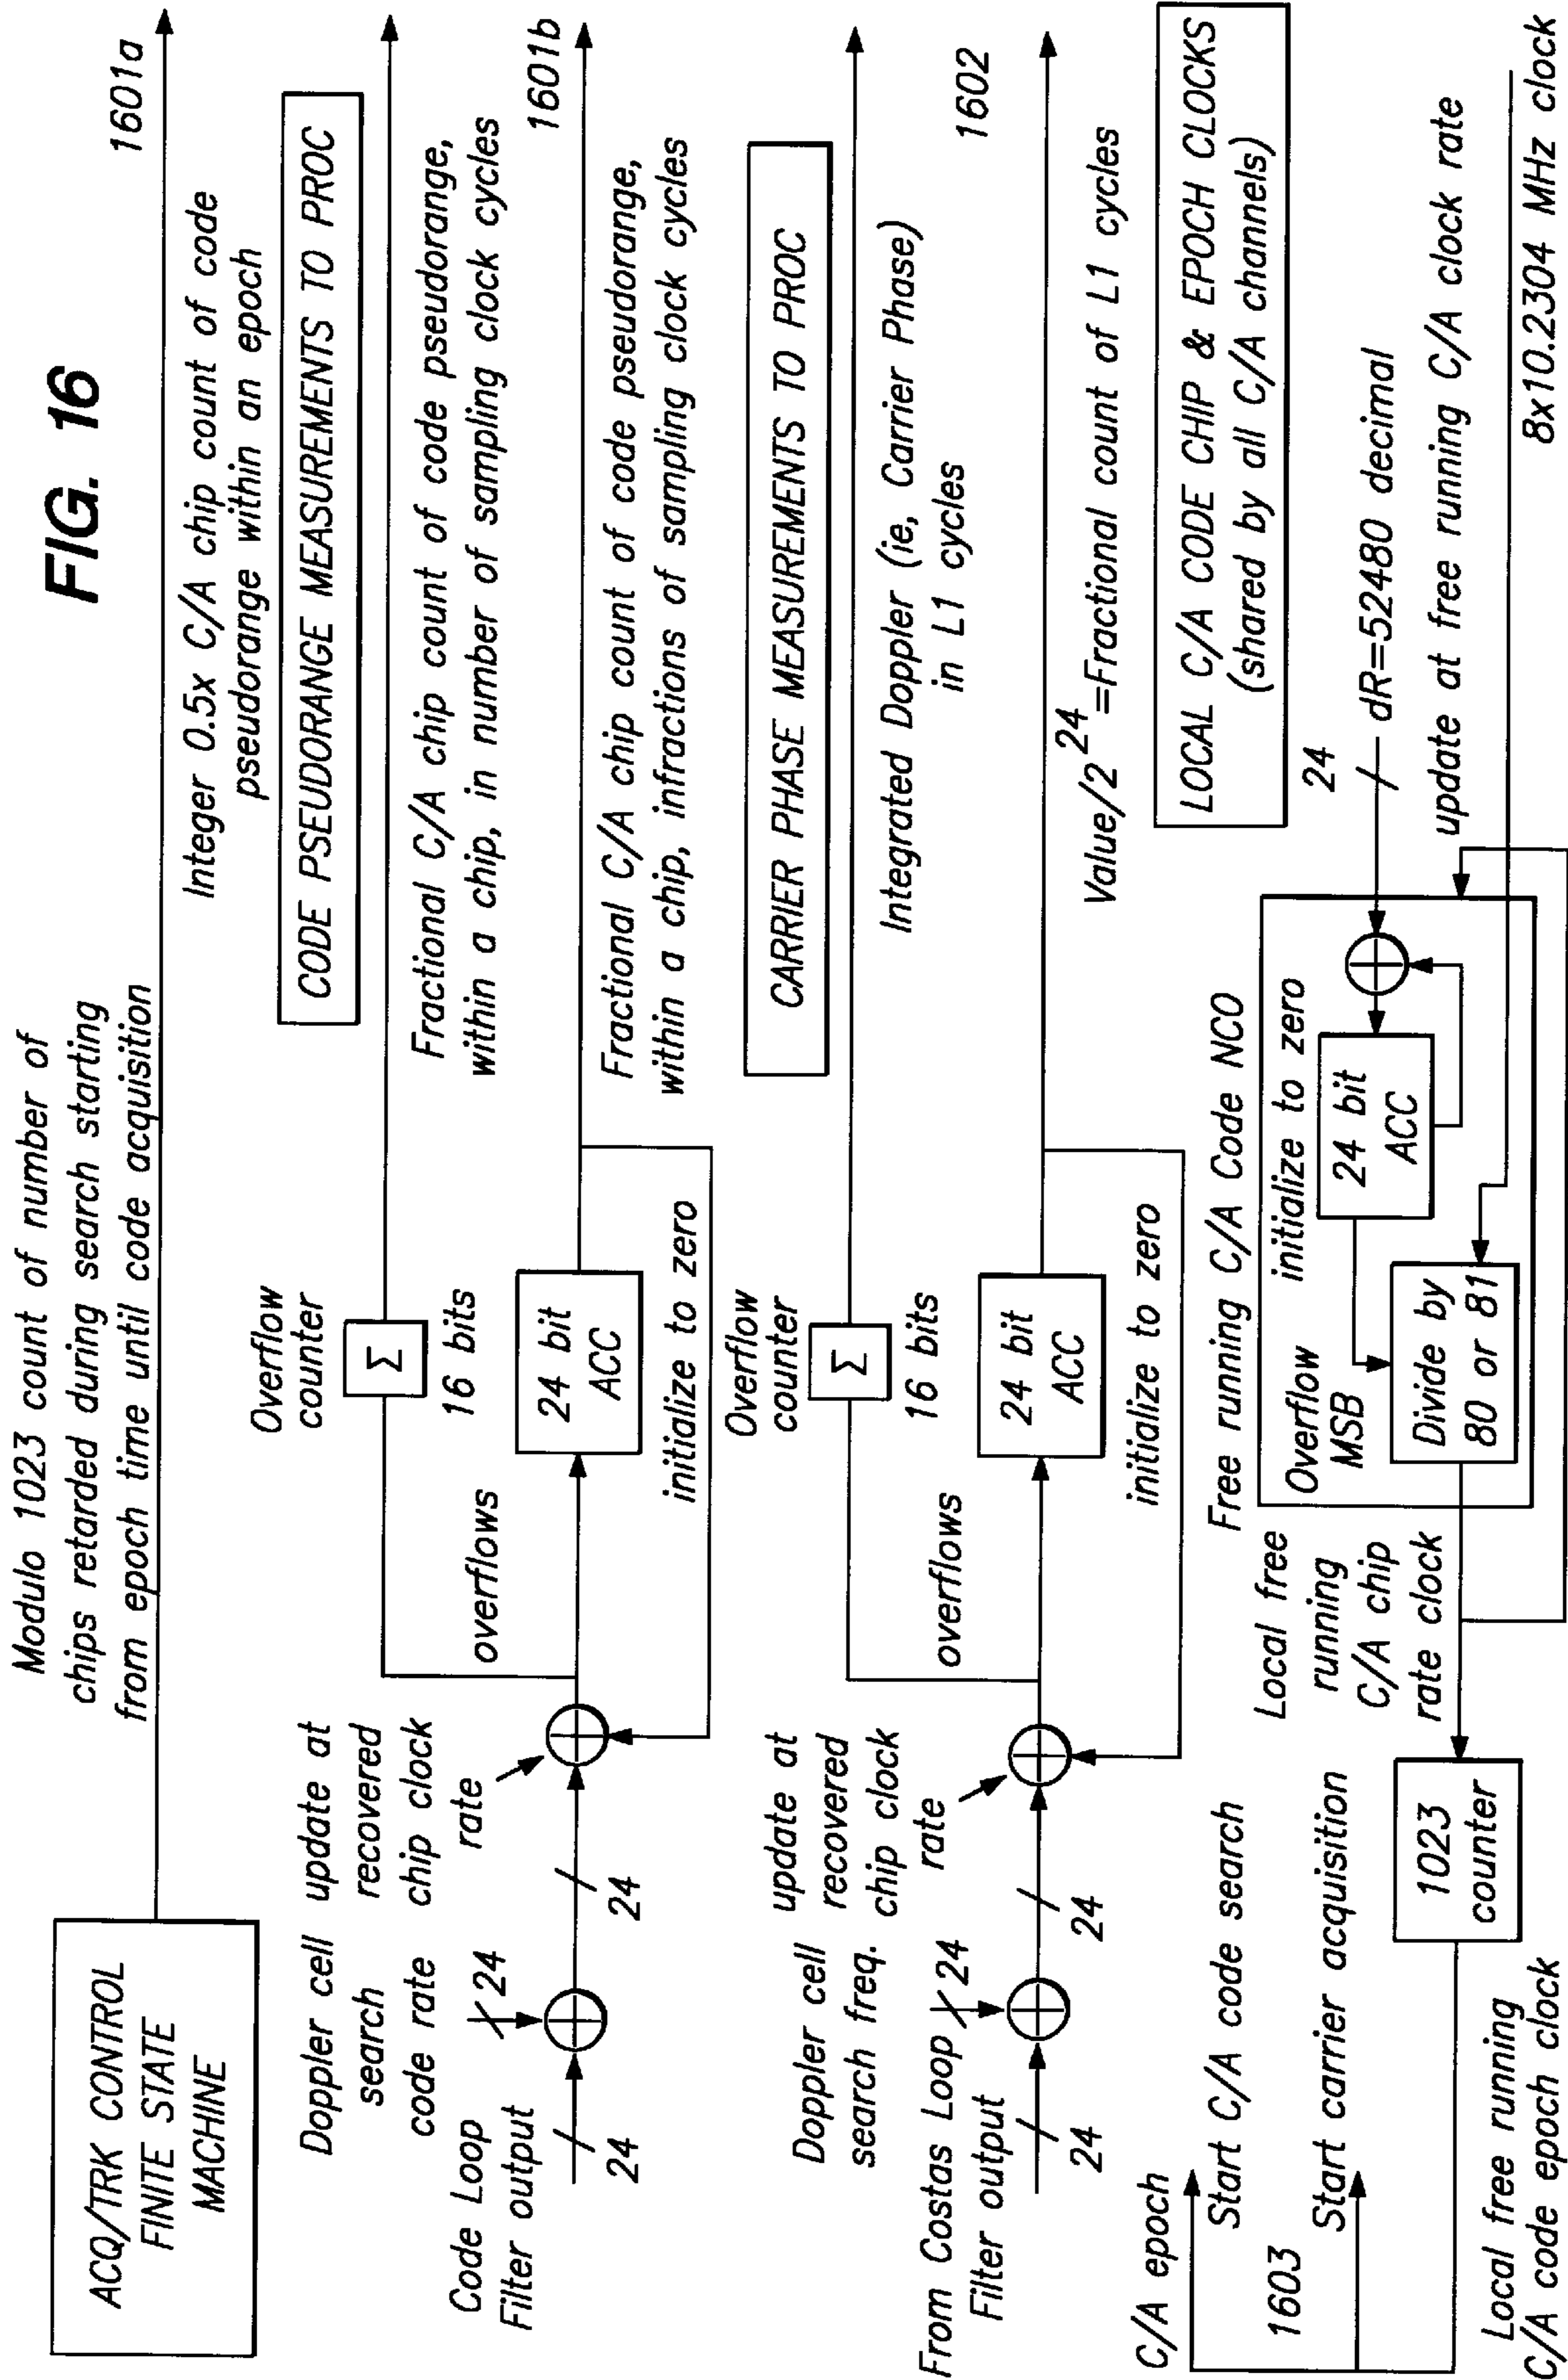 FIG. 16
Modulo 1023 count of number of
chips retarded during search starting
from epoch time until code acquisition
1601a
ACQ/TRK CONTROL
FINITE STATE
MACHINE
Integer 0.5x C/A chip count of code
pseudorange within an epoch
CODE PSEUDORANGE MEASUREMENTS TO PROC
Doppler cell
search
code rate
24
Code Loop
Filter output
24
update at
recovered
chip clock
rate
24
overflows
Overflow
counter
Σ
16 bits
24 bit
ACC
initialize to zero
Fractional C/A chip count of code pseudorange,
within a chip, in number of sampling clock cycles
1601b
Fractional C/A chip count of code pseudorange,
within a chip, infractions of sampling clock cycles
CARRIER PHASE MEASUREMENTS TO PROC
Doppler cell
search freq.
24
From Costas Loop
Filter output
24
update at
recovered
chip clock
rate
24
overflows
Overflow
counter
Σ
16 bits
24 bit
ACC
initialize to zero
Integrated Doppler (ie, Carrier Phase)
in L1 cycles
1602
Value/2^24=Fractional count of L1 cycles
LOCAL C/A CODE CHIP & EPOCH CLOCKS
(shared by all C/A channels)
C/A epoch
Start C/A code search
1603
Start carrier acquisition
Local free running
C/A code epoch clock
1023
counter
Local free
running
C/A chip
rate clock
Free running C/A Code NCO
Overflow
MSB
initialize to zero
24 bit
ACC
Divide by
80 or 81
24
dR=52480 decimal
update at free running C/A clock rate
8x10.2304 MHz clock